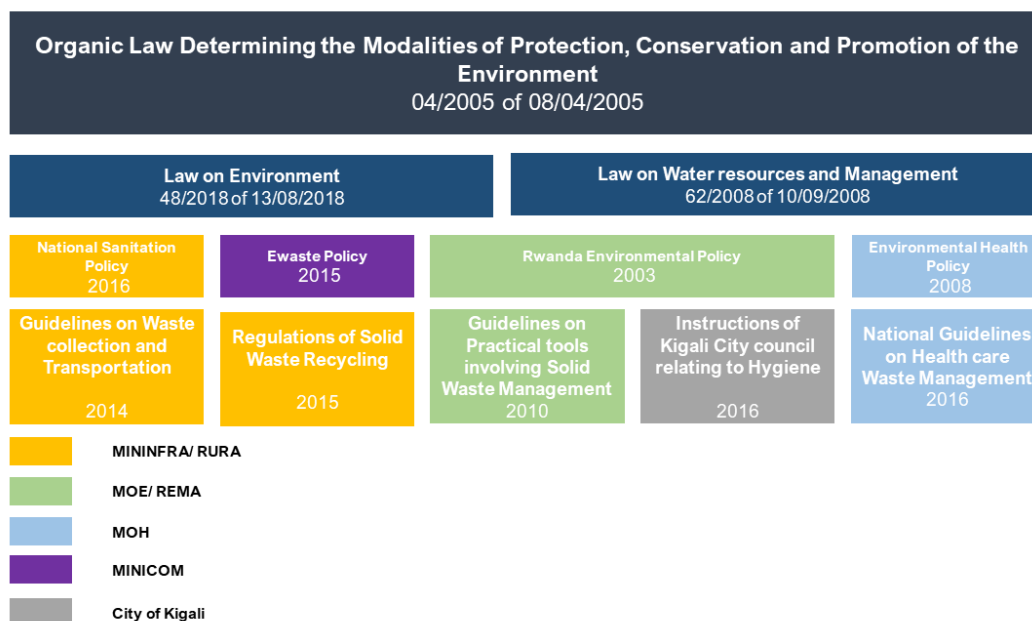 Organic Law Determining the Modalities of Protection, Conservation and Promotion of the
Environment
04/2005 of 08/04/2005
Law on Environment
48/2018 of 13/08/2018
Law on Water resources and Management
62/2008 of 10/09/2008
National Sanitation
Policy
2016
Ewaste Policy
2015
Rwanda Environmental Policy
2003
Environmental Health
Policy
2008
Guidelines on Waste
collection and
Transportation
2014
Regulations of Solid
Waste Recycling
2015
Guidelines on
Practical tools
involving Solid
Waste Management
2010
Instructions of
Kigali City council
relating to Hygiene
2016
National Guidelines
on Health care
Waste Management
2016
MININFRA/ RURA
MOE/ REMA
MOH
MINICOM
City of Kigali